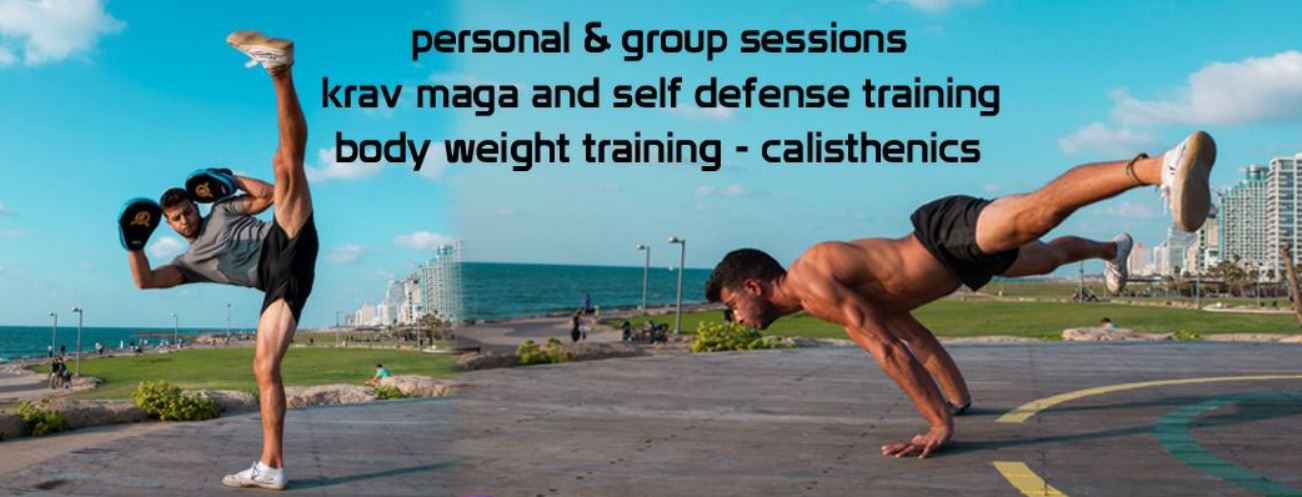 personal & group sessions
krav maga and self defense training
body weight training - calisthenics